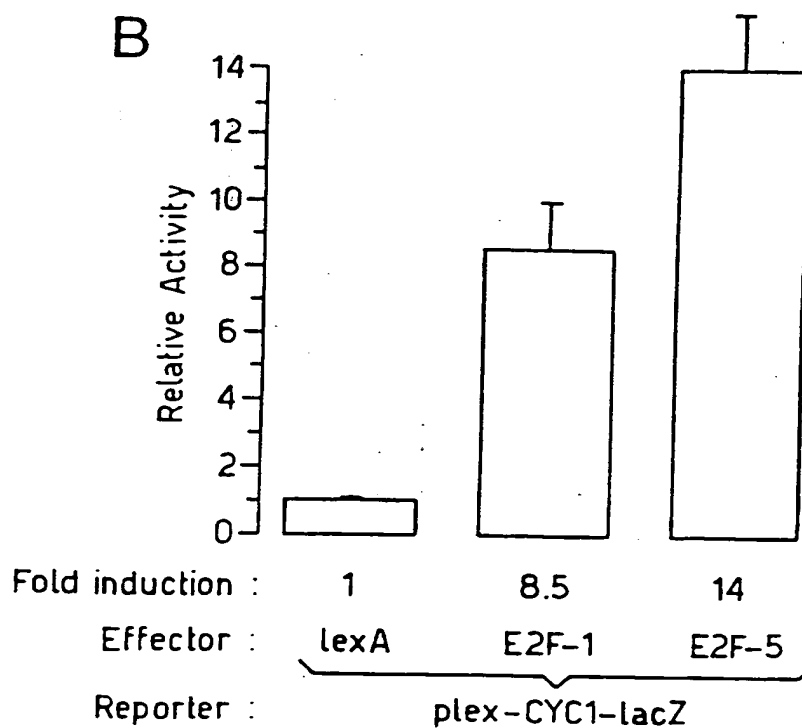 B
14
12
10
8
6
4
2
0
Relative Activity
Fold induction : 1 8.5 14
Effector : lexA E2F-1 E2F-5
Reporter : plex-CYC1-lacZ